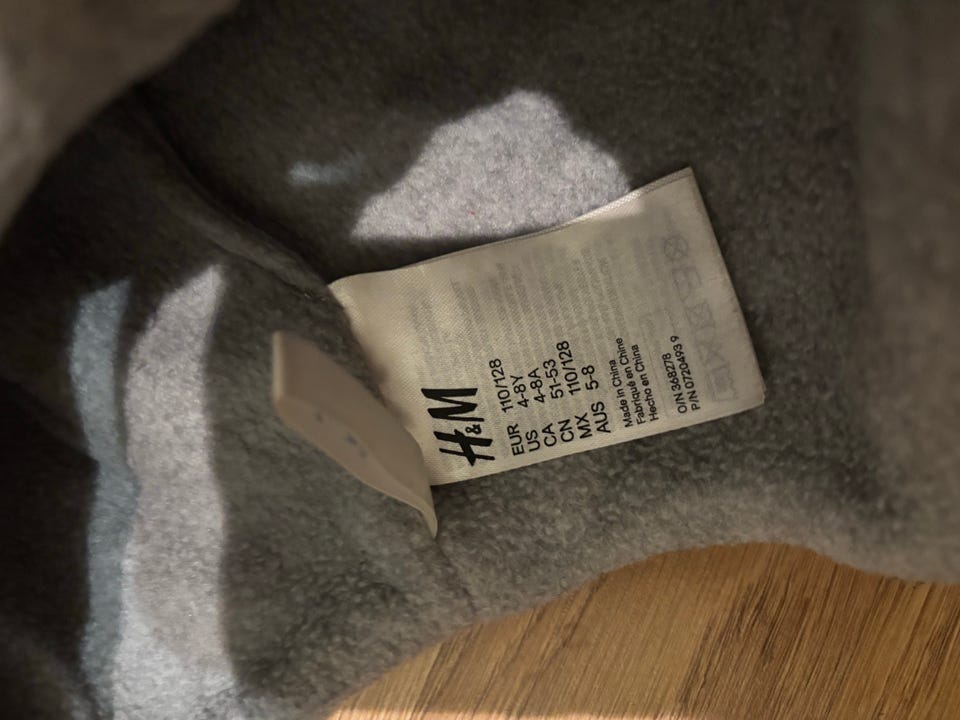 H&M
EUR 110/128
US 4-8Y
CA 4-8A
CN 51-53
MX 110/128
AUS 5-8
Made in China
Fabriqué en Chine
Hecho en China
O/N 368278
P/N 0720493 9